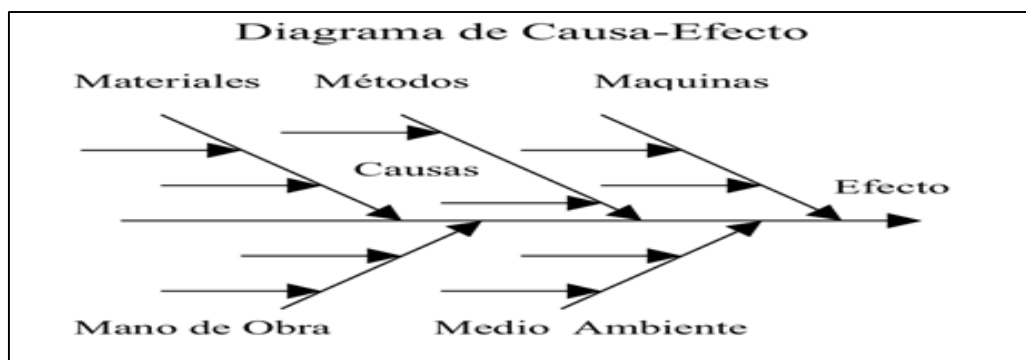 Diagrama de Causa-Efecto
Materiales
Métodos
Maquinas
Causas
Efecto
Mano de Obra
Medio Ambiente